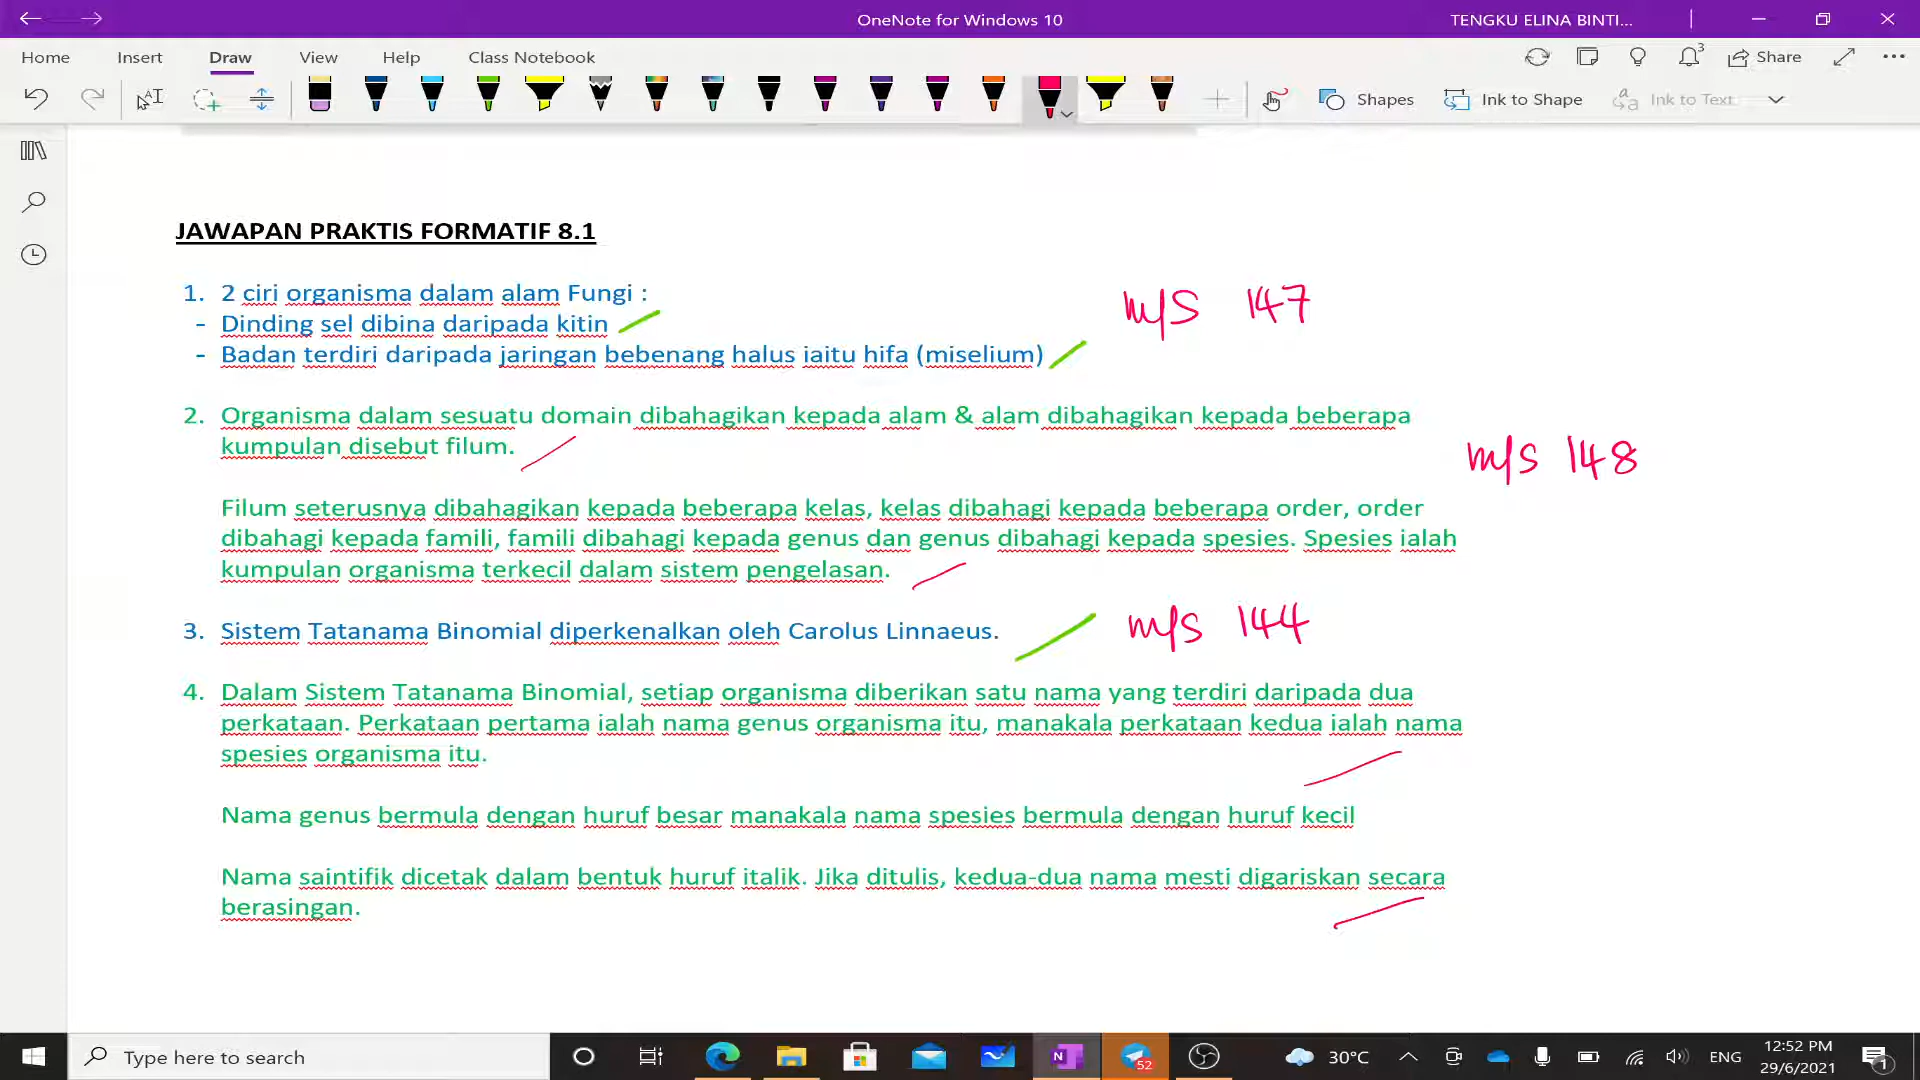 OneNote for Windows 10
TENGKU ELINA BINTI...
Home Insert Draw View Help Class Notebook
3
Share
Shapes Ink to Shape Ink to Text
JAWAPAN PRAKTIS FORMATIF 8.1
1. 2 ciri organisma dalam alam Fungi :
m/s 147
- Dinding sel dibina daripada kitin
- Badan terdiri daripada jaringan bebenang halus iaitu hifa (miselium)
2. Organisma dalam sesuatu domain dibahagikan kepada alam & alam dibahagikan kepada beberapa
kumpulan disebut filum.
m/s 148
Filum seterusnya dibahagikan kepada beberapa kelas, kelas dibahagi kepada beberapa order, order
dibahagi kepada famili, famili dibahagi kepada genus dan genus dibahagi kepada spesies. Spesies ialah
kumpulan organisma terkecil dalam sistem pengelasan.
3. Sistem Tatanama Binomial diperkenalkan oleh Carolus Linnaeus.
m/s 144
4. Dalam Sistem Tatanama Binomial, setiap organisma diberikan satu nama yang terdiri daripada dua
perkataan. Perkataan pertama ialah nama genus organisma itu, manakala perkataan kedua ialah nama
spesies organisma itu.
Nama genus bermula dengan huruf besar manakala nama spesies bermula dengan huruf kecil
Nama saintifik dicetak dalam bentuk huruf italik. Jika ditulis, kedua-dua nama mesti digariskan secara
berasingan.
Type here to search
52
30°C
ENG
12:52 PM
29/6/2021
1